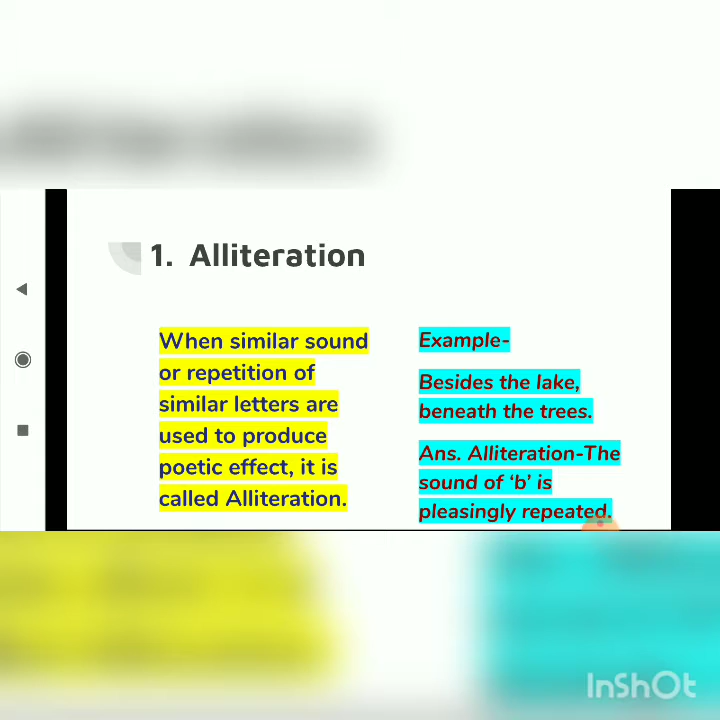 1. Alliteration
When similar sound
or repetition of
similar letters are
used to produce
poetic effect, it is
called Alliteration.
Example-
Besides the lake,
beneath the trees.
Ans. Alliteration-The
sound of ‘b’ is
pleasingly repeated.
InShOt